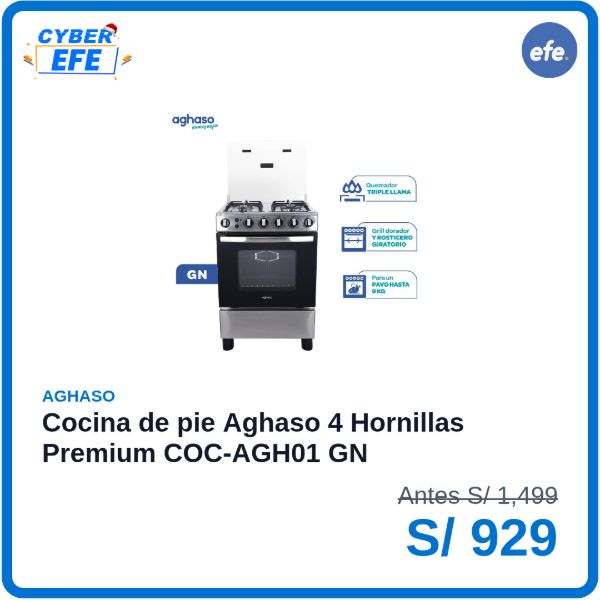 CYBER
EFE
efe.
aghaso
Quemador
TRIPLE LLAMA
Grill dorador
Y ROSTICERO
GIRATORIO
GN
Para un
PAVO HASTA
9 KG
AGHASO
Cocina de pie Aghaso 4 Hornillas
Premium COC-AGH01 GN
Antes S/ 1,499
S/ 929